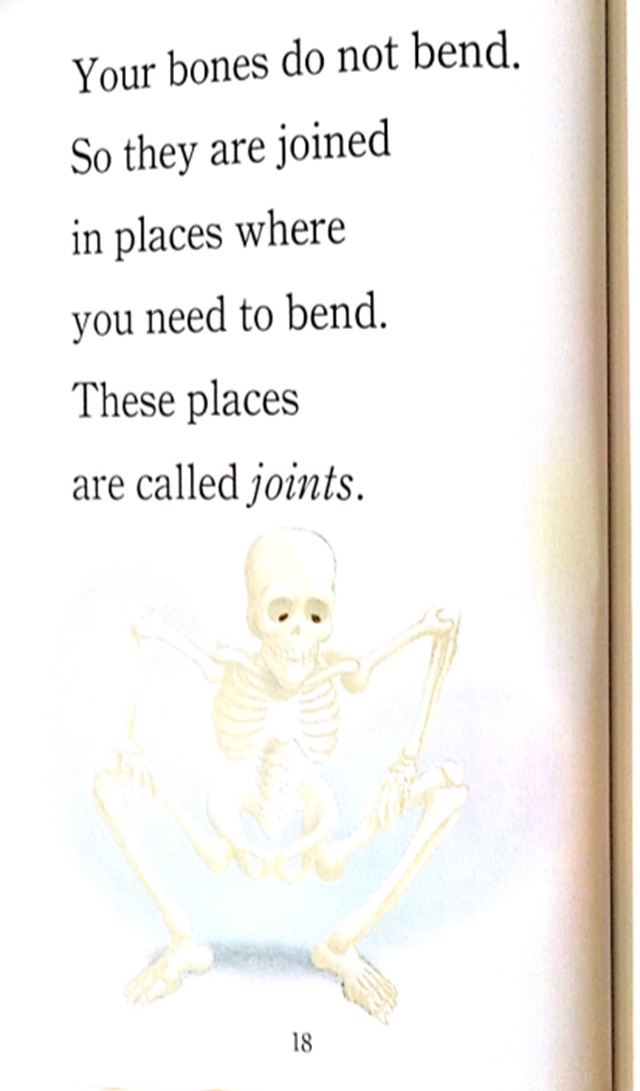 Your bones do not bend.
So they are joined
in places where
you need to bend.
These places
are called joints.
18